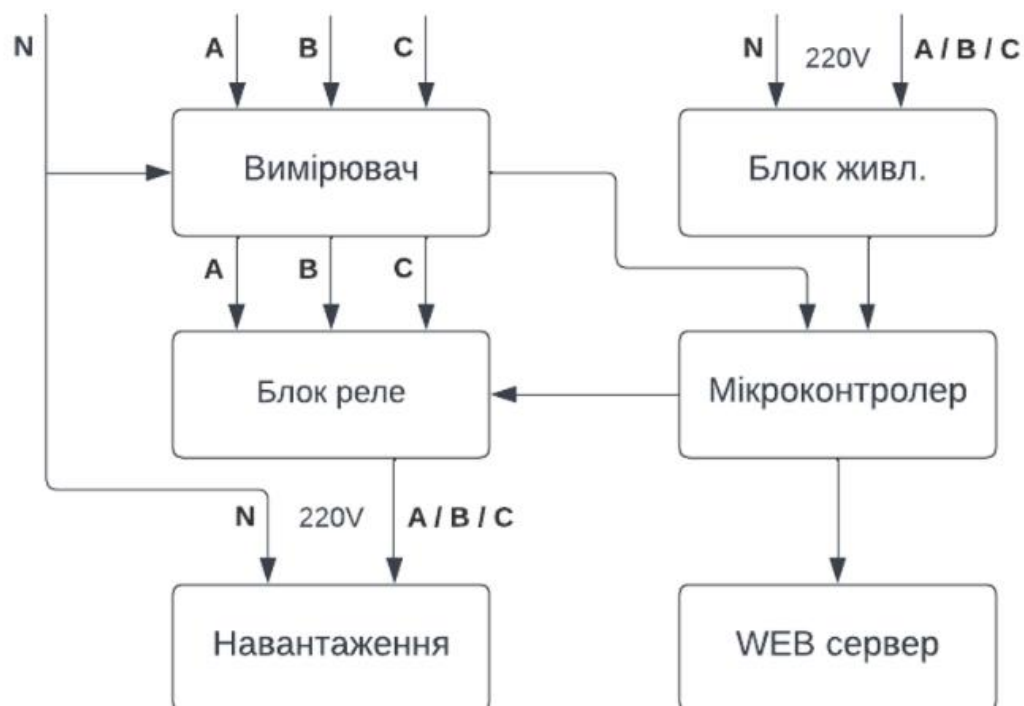 N
A B C
N 220V A / B / C
Вимірювач
Блок живл.
A B C
Блок реле
Мікроконтролер
N 220V A / B / C
Навантаження
WEB сервер